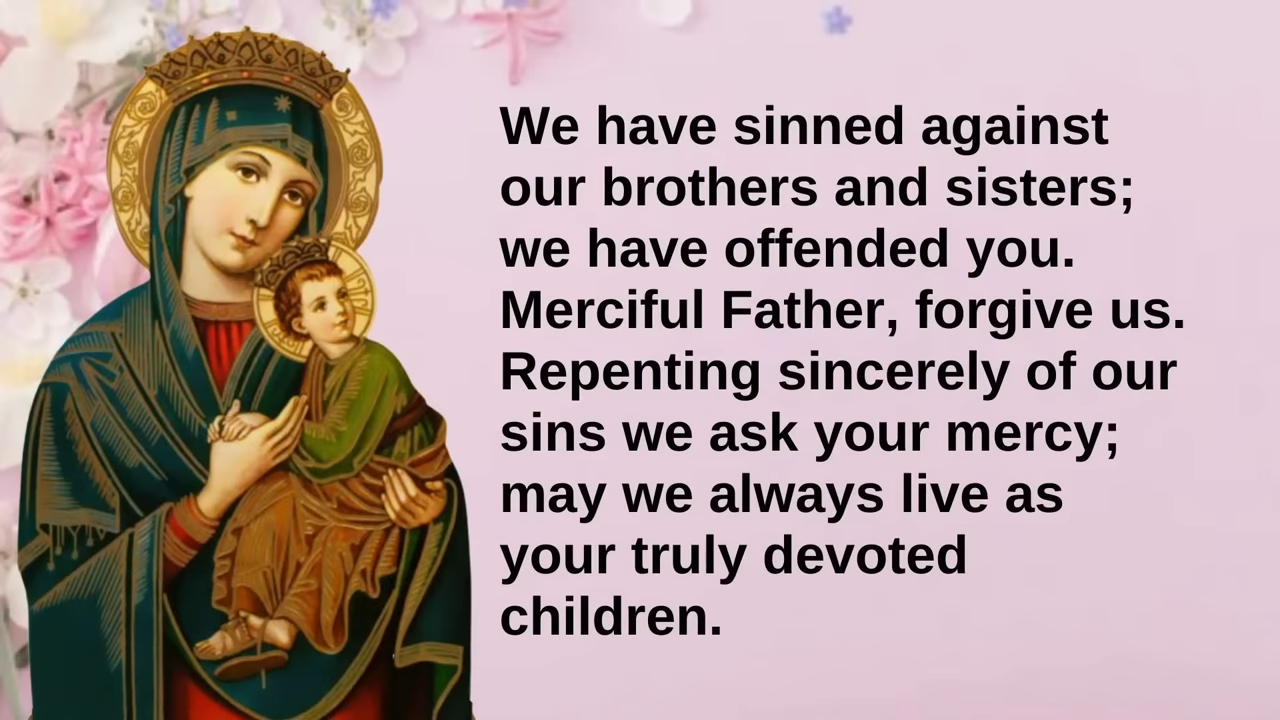 We have sinned against
our brothers and sisters;
we have offended you.
Merciful Father, forgive us.
Repenting sincerely of our
sins we ask your mercy;
may we always live as
your truly devoted
children.